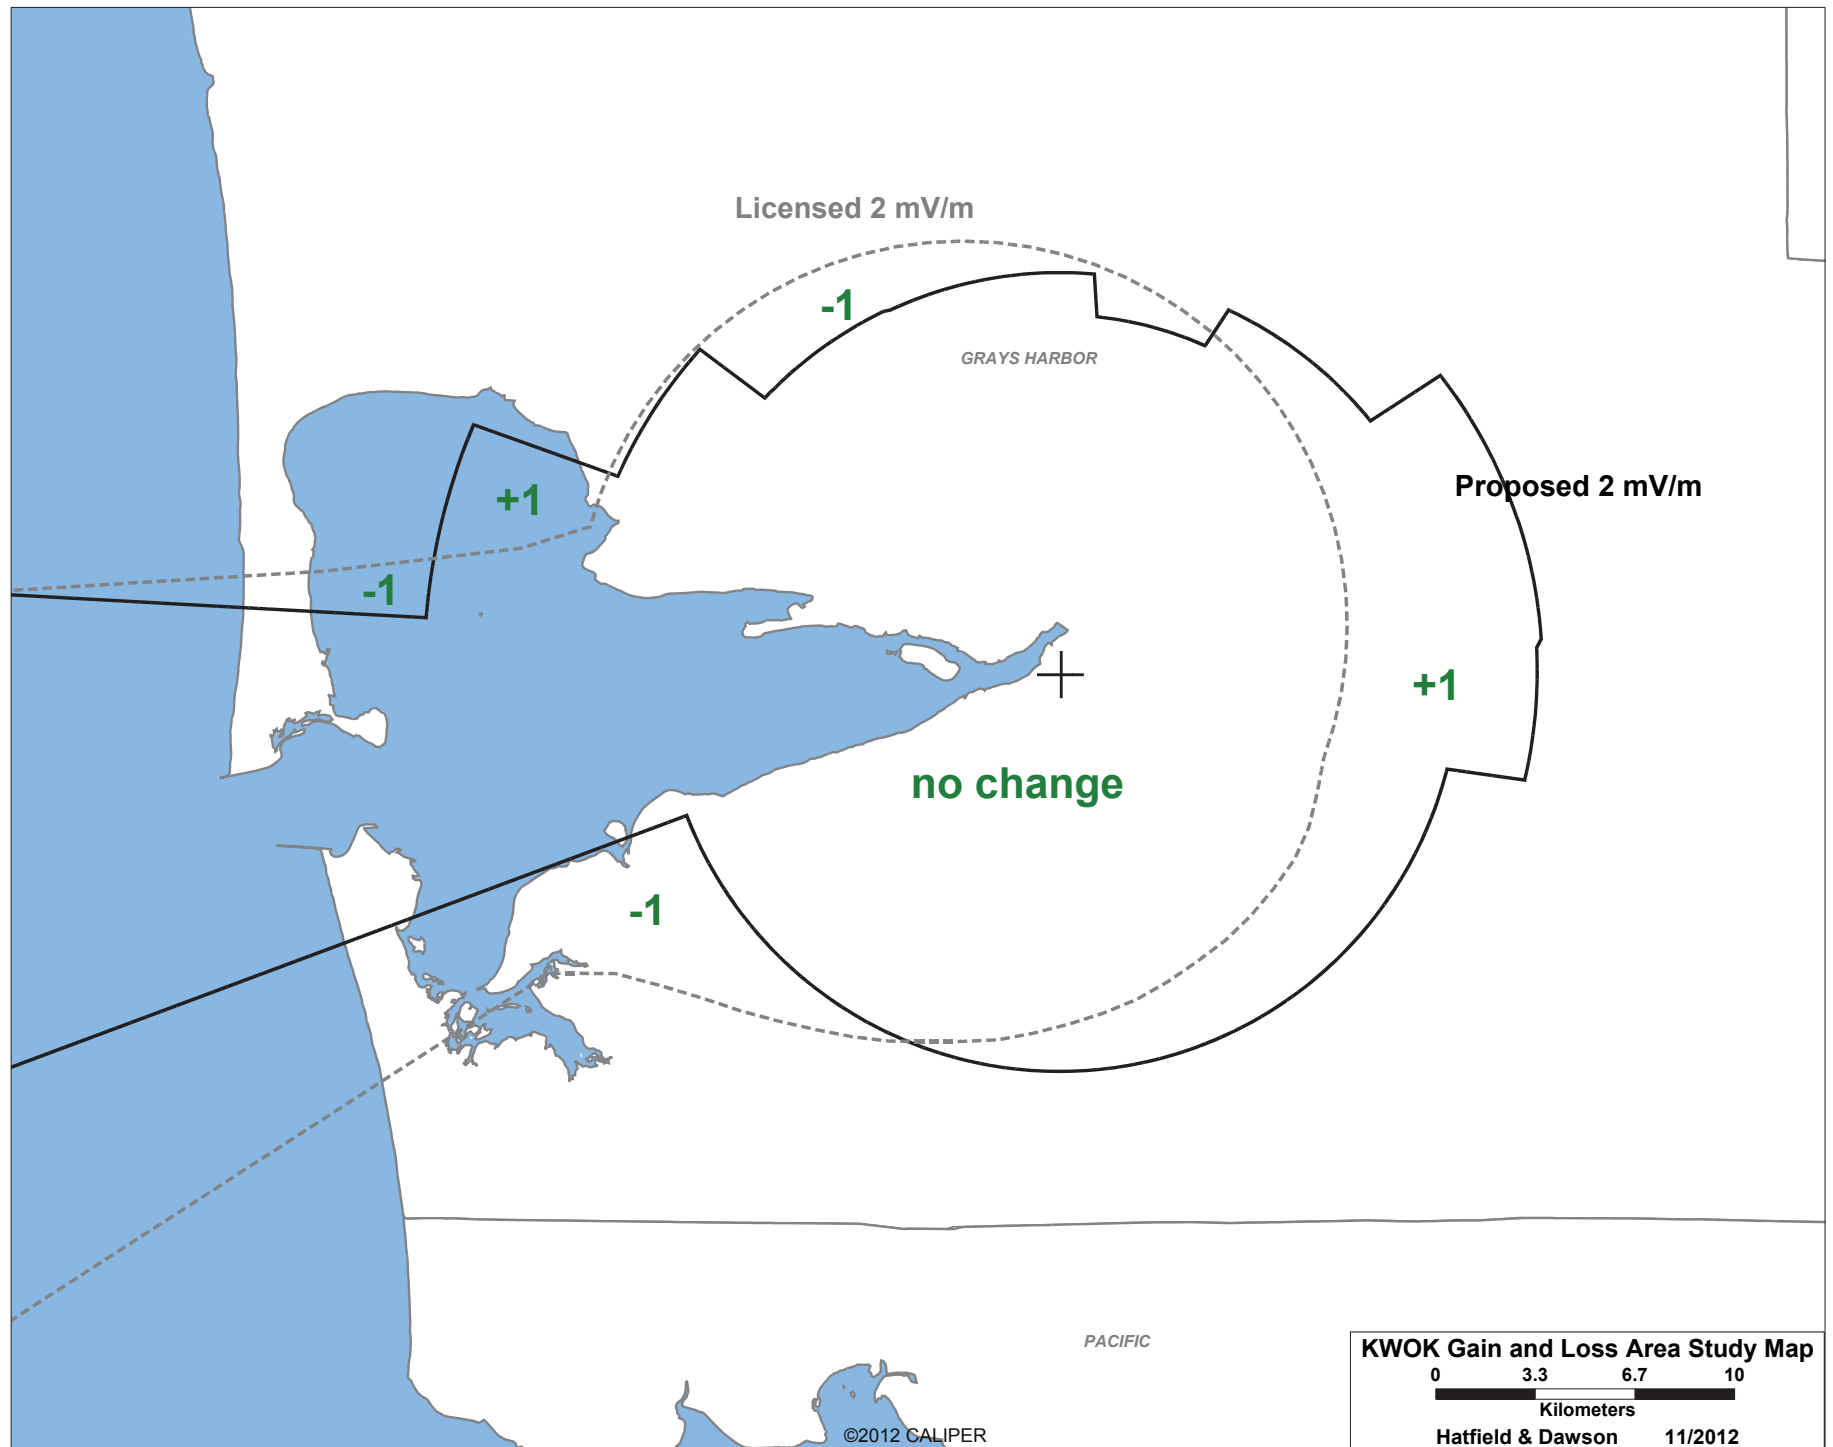 Licensed 2 mV/m
-1
GRAYS HARBOR
Proposed 2 mV/m
+1
-1
+1
no change
-1
PACIFIC
KWOK Gain and Loss Area Study Map
0 3.3 6.7 10
Kilometers
©2012 CALIPER
Hatfield & Dawson 11/2012